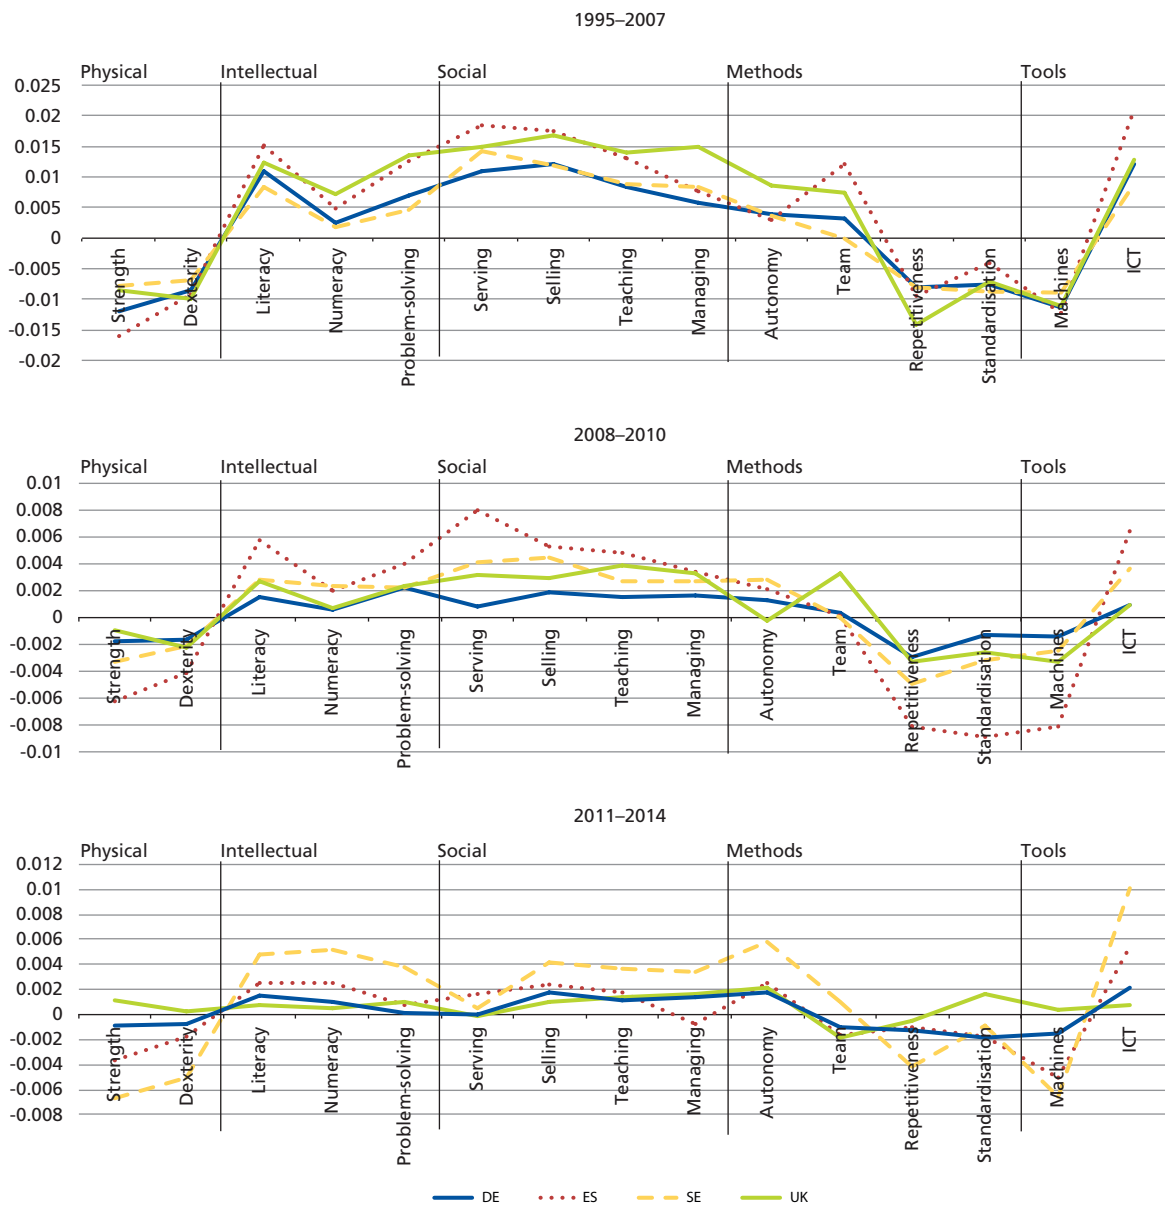 1995–2007
Physical Intellectual Social Methods Tools
0.025
0.02
0.015
0.01
0.005
0
-0.005
-0.01
-0.015
-0.02
Strength
Dexterity
Literacy
Numeracy
Problem-solving
Serving
Selling
Teaching
Managing
Autonomy
Team
Repetitiveness
Standardisation
Machines
ICT
2008–2010
Physical Intellectual Social Methods Tools
0.01
0.008
0.006
0.004
0.002
0
-0.002
-0.004
-0.006
-0.008
-0.01
Strength
Dexterity
Literacy
Numeracy
Problem-solving
Serving
Selling
Teaching
Managing
Autonomy
Team
Repetitiveness
Standardisation
Machines
ICT
2011–2014
Physical Intellectual Social Methods Tools
0.012
0.01
0.008
0.006
0.004
0.002
0
-0.002
-0.004
-0.006
-0.008
Strength
Dexterity
Literacy
Numeracy
Problem-solving
Serving
Selling
Teaching
Managing
Autonomy
Team
Repetitiveness
Standardisation
Machines
ICT
DE ES SE UK